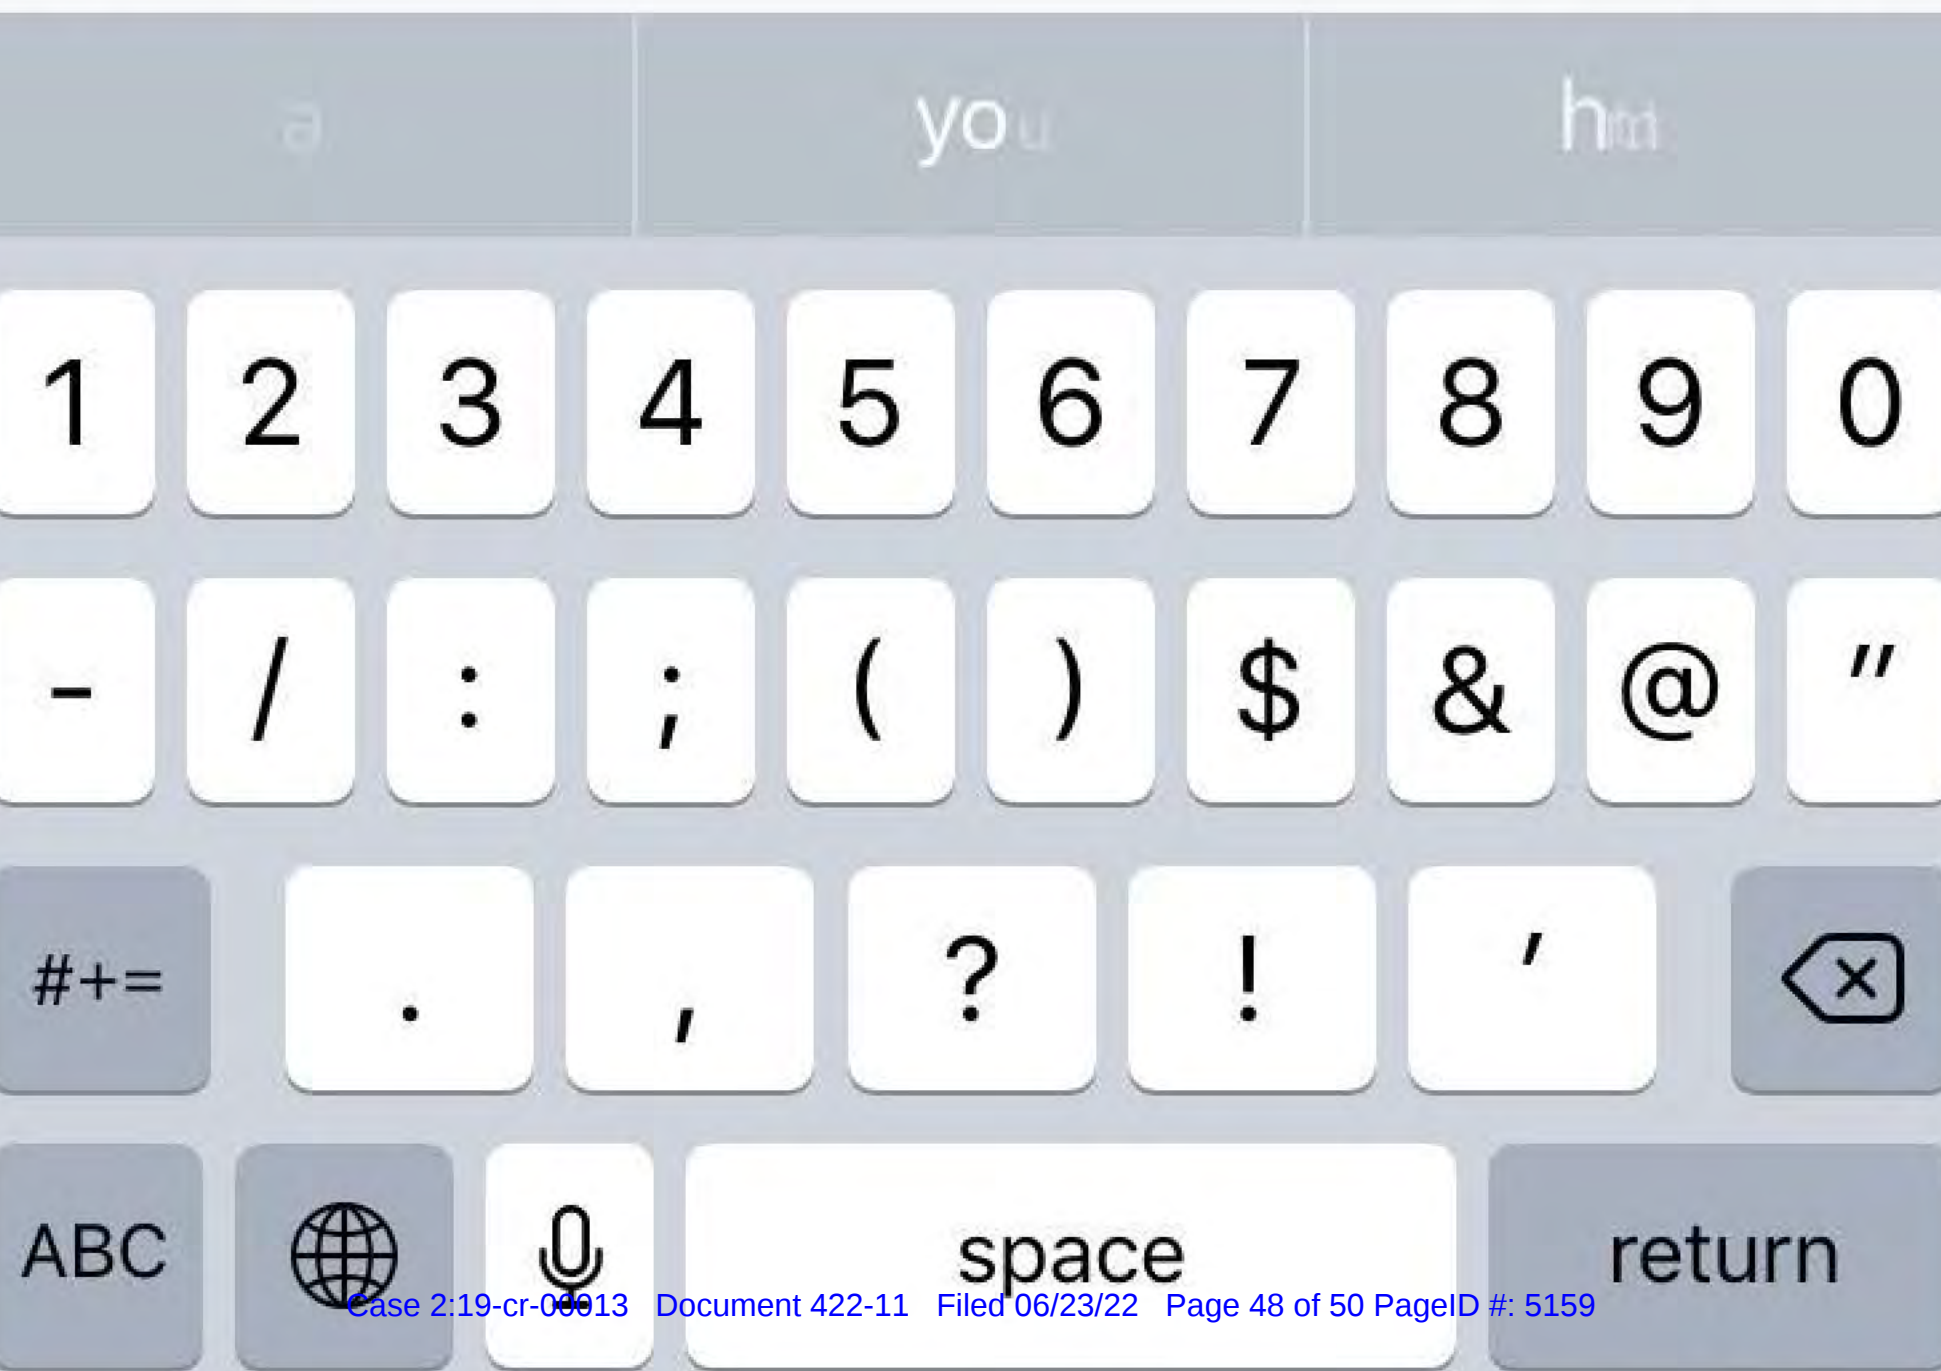 a you
1 2 3 4 5 6 7 8 9 0
- / : ; ( ) $ & @ "
#+= . , ? ! '
ABC space return
Case 2:19-cr-00013 Document 422-11 Filed 06/23/22 Page 48 of 50 PageID #: 5159